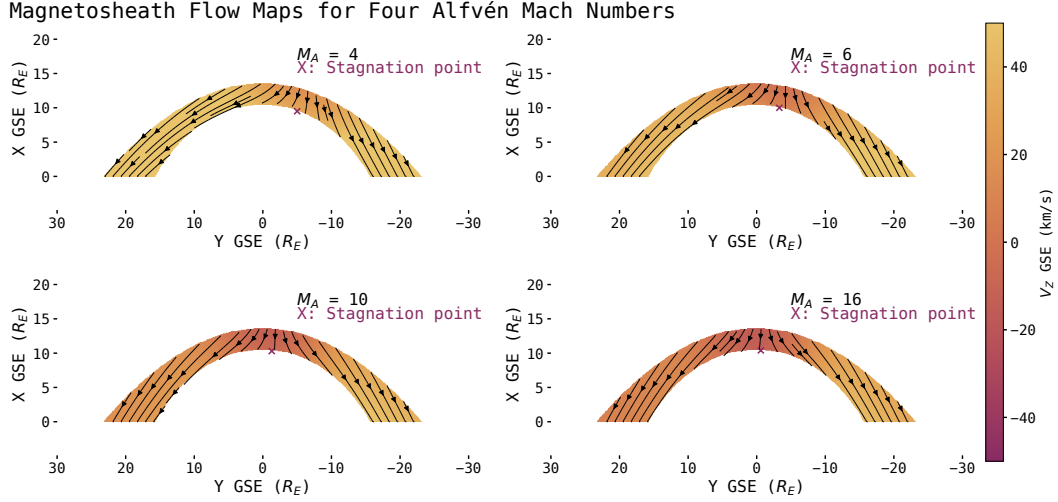 Magnetosheath Flow Maps for Four Alfvén Mach Numbers
M_A = 4
X: Stagnation point
X GSE (R_E)
20
15
10
5
0
30
20
10
0
−10
−20
−30
Y GSE (R_E)
M_A = 6
X: Stagnation point
X GSE (R_E)
20
15
10
5
0
30
20
10
0
−10
−20
−30
Y GSE (R_E)
M_A = 10
X: Stagnation point
X GSE (R_E)
20
15
10
5
0
30
20
10
0
−10
−20
−30
Y GSE (R_E)
M_A = 16
X: Stagnation point
X GSE (R_E)
20
15
10
5
0
30
20
10
0
−10
−20
−30
Y GSE (R_E)
40
20
0
−20
−40
V_Z GSE (km/s)